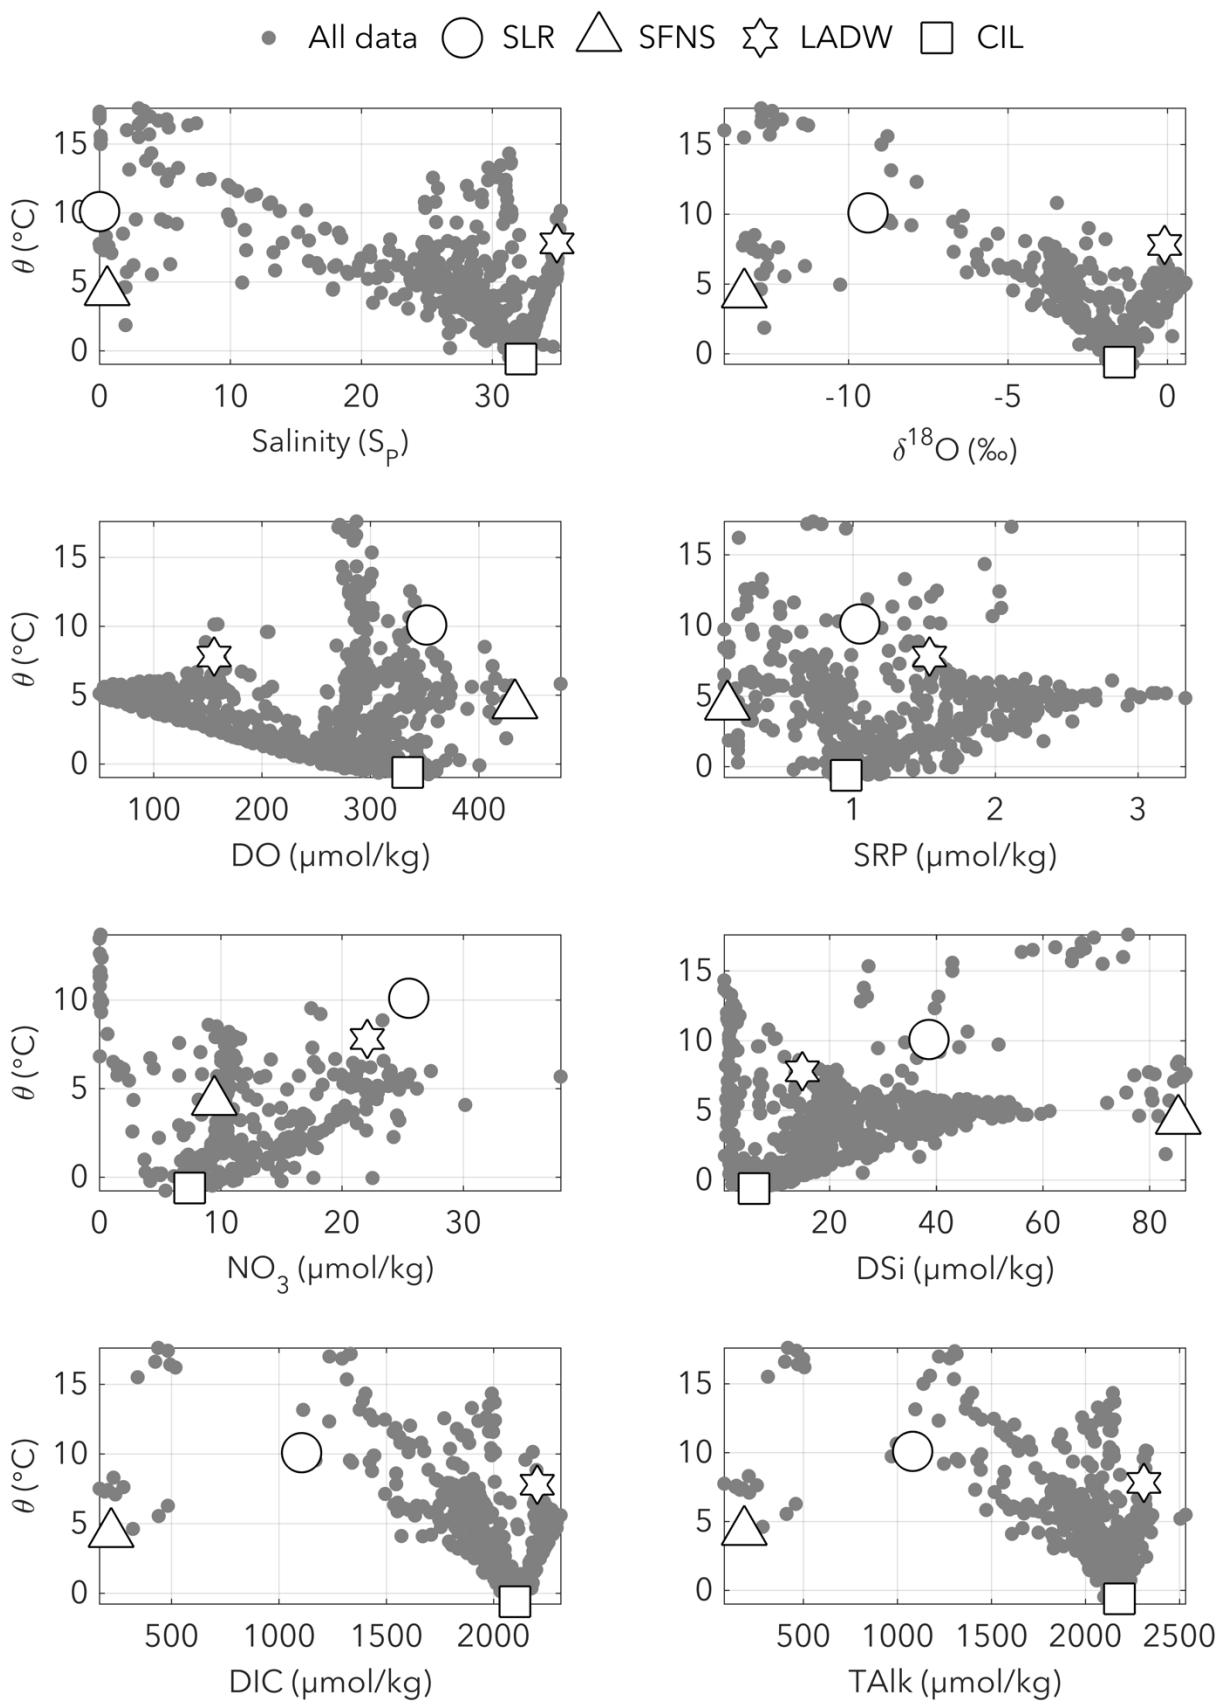 All data SLR SFNS LADW CIL
15
10
5
0
θ (°C)
0 10 20 30
Salinity (S_P)
15
10
5
0
-10 -5 0
δ¹⁸O (‰)
15
10
5
0
θ (°C)
100 200 300 400
DO (µmol/kg)
15
10
5
0
1 2 3
SRP (µmol/kg)
10
5
0
θ (°C)
0 10 20 30
NO₃ (µmol/kg)
15
10
5
0
20 40 60 80
DSi (µmol/kg)
15
10
5
0
θ (°C)
500 1000 1500 2000
DIC (µmol/kg)
15
10
5
0
500 1000 1500 2000 2500
TAlk (µmol/kg)